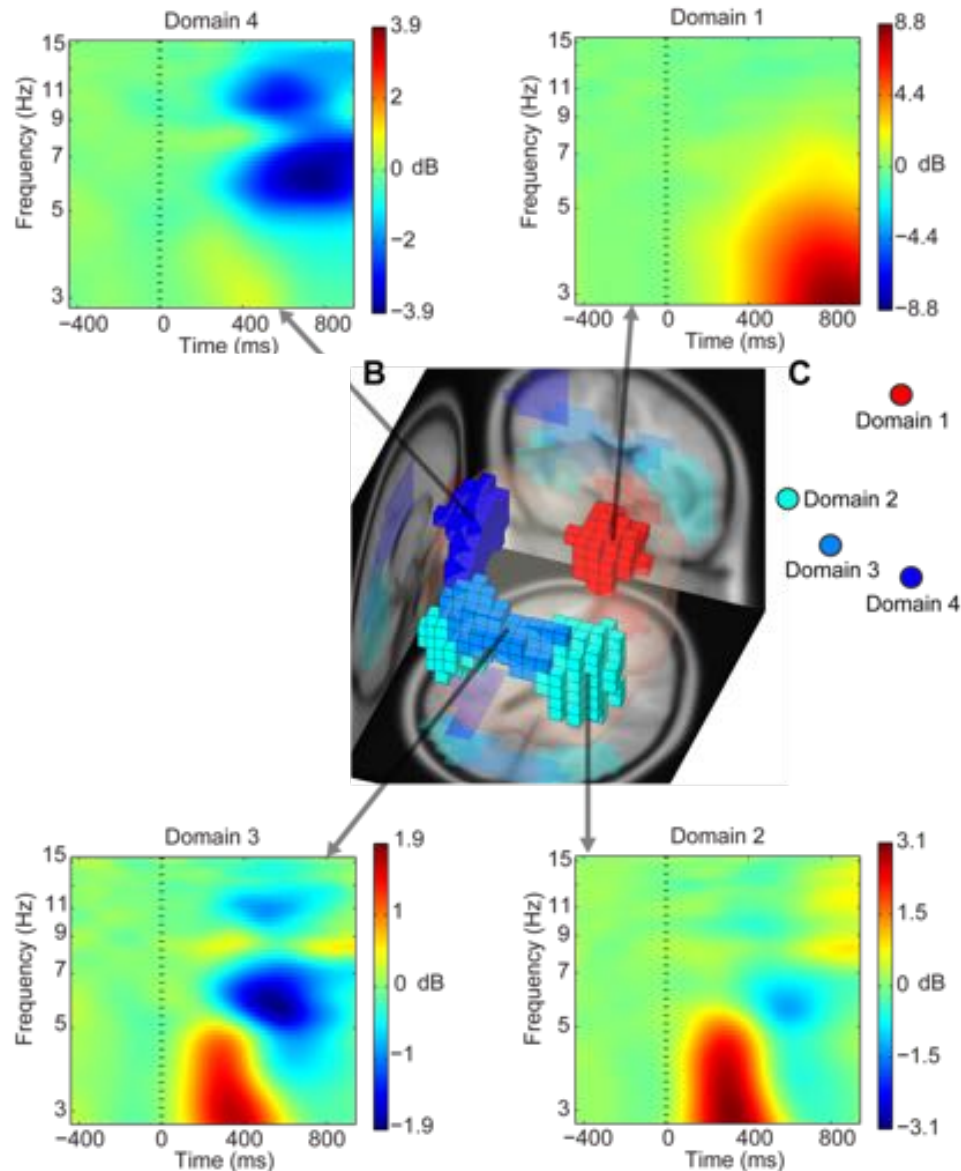 Domain 4
15
11
9
7
5
3
−400 0 400 800
Time (ms)
Frequency (Hz)
3.9
2
0 dB
−2
−3.9
Domain 1
15
11
9
7
5
3
−400 0 400 800
Time (ms)
Frequency (Hz)
8.8
4.4
0 dB
−4.4
−8.8
B
C
Domain 1
Domain 2
Domain 3
Domain 4
Domain 3
15
11
9
7
5
3
−400 0 400 800
Time (ms)
Frequency (Hz)
1.9
1
0 dB
−1
−1.9
Domain 2
15
11
9
7
5
3
−400 0 400 800
Time (ms)
Frequency (Hz)
3.1
1.5
0 dB
−1.5
−3.1